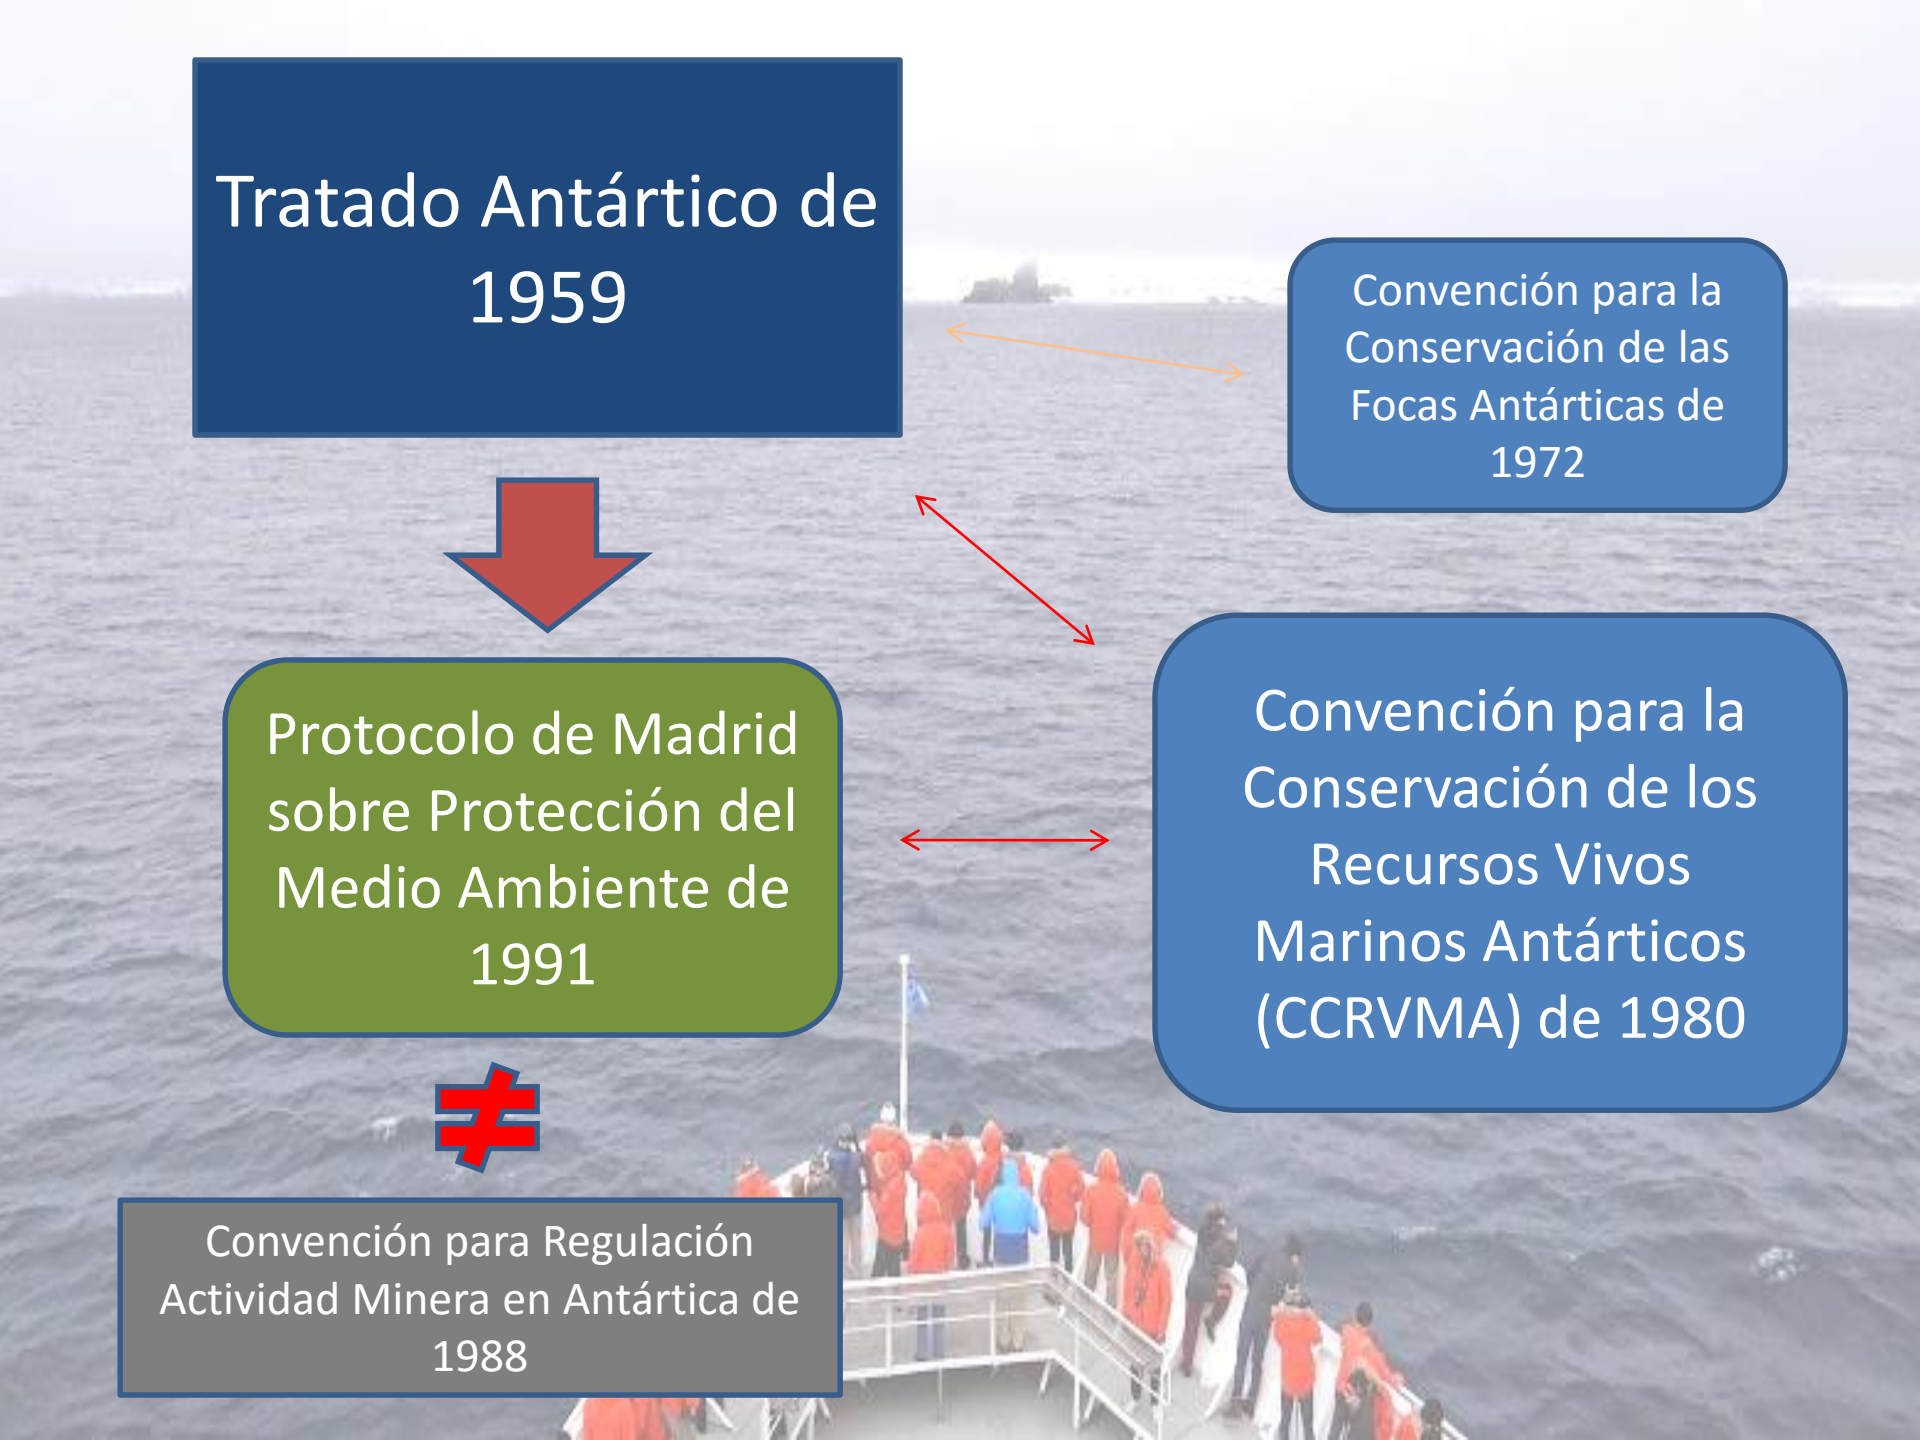 Tratado Antártico de
1959
Convención para la
Conservación de las
Focas Antárticas de
1972
Protocolo de Madrid
sobre Protección del
Medio Ambiente de
1991
Convención para la
Conservación de los
Recursos Vivos
Marinos Antárticos
(CCRVMA) de 1980
≠
Convención para Regulación
Actividad Minera en Antártica de
1988